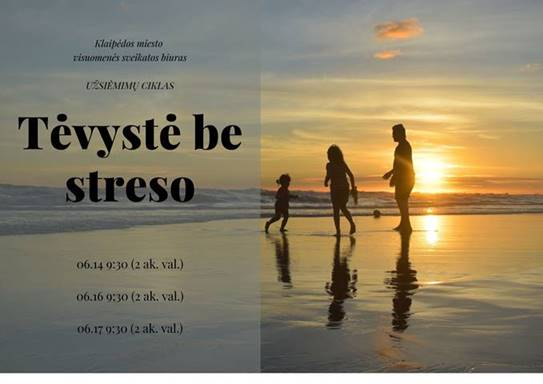 Klaipėdos miesto
visuomenės sveikatos biuras
UŽSIĖMIMŲ CIKLAS
Tėvystė be
streso
06.14 9:30 (2 ak. val.)
06.16 9:30 (2 ak. val.)
06.17 9:30 (2 ak. val.)